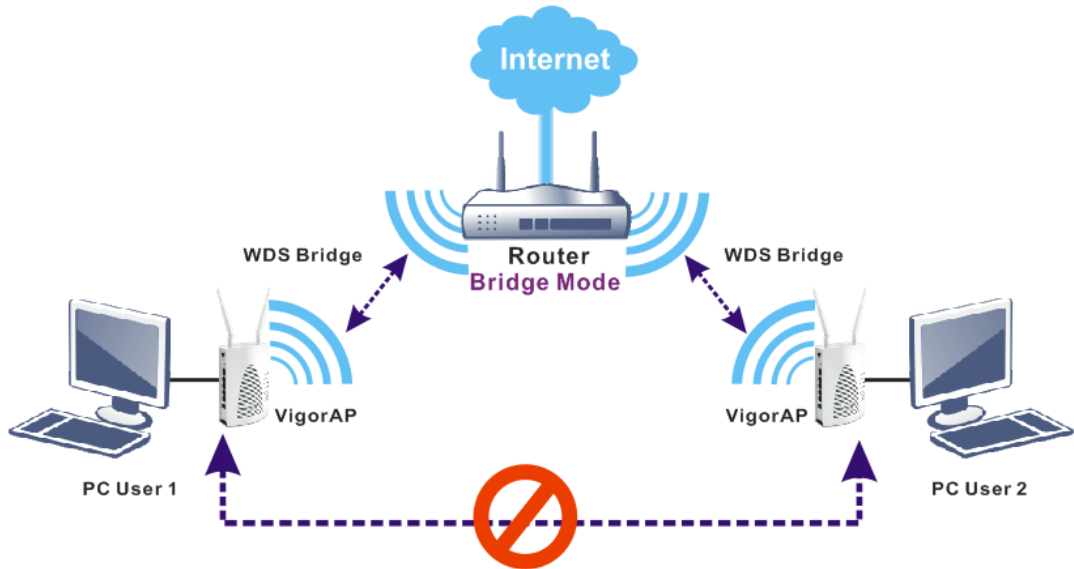 Internet
Router
Bridge Mode
WDS Bridge
WDS Bridge
VigorAP
VigorAP
PC User 1
PC User 2